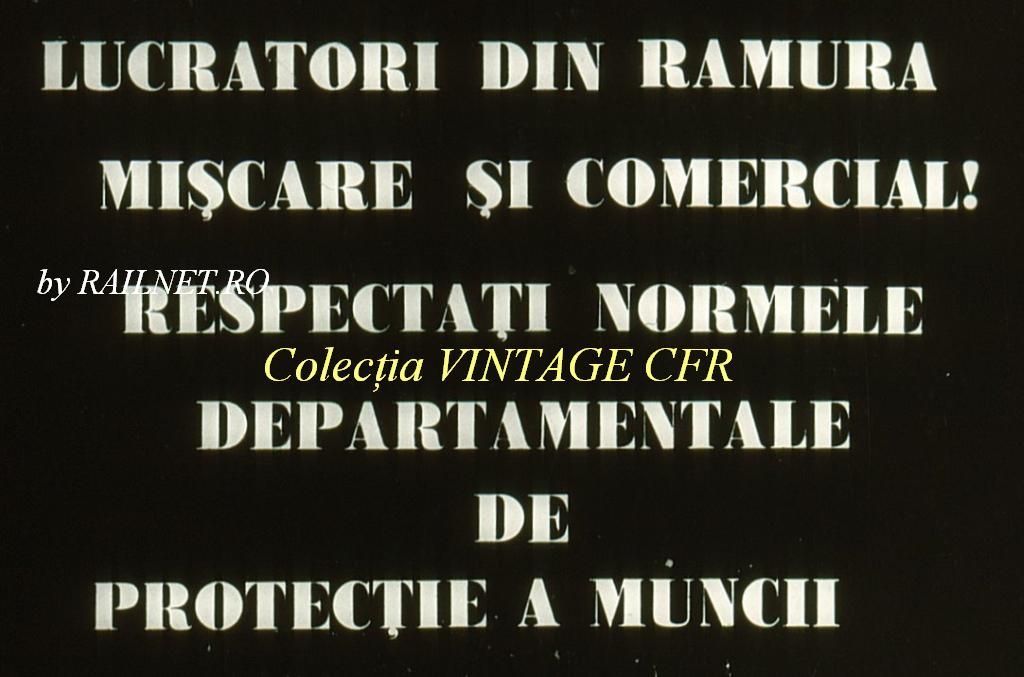 LUCRATORI DIN RAMURA
MIŞCARE ŞI COMERCIAL!
by RAILNET.RO
RESPECTAŢI NORMELE
Colecția VINTAGE CFR
DEPARTAMENTALE
DE
PROTECŢIE A MUNCII